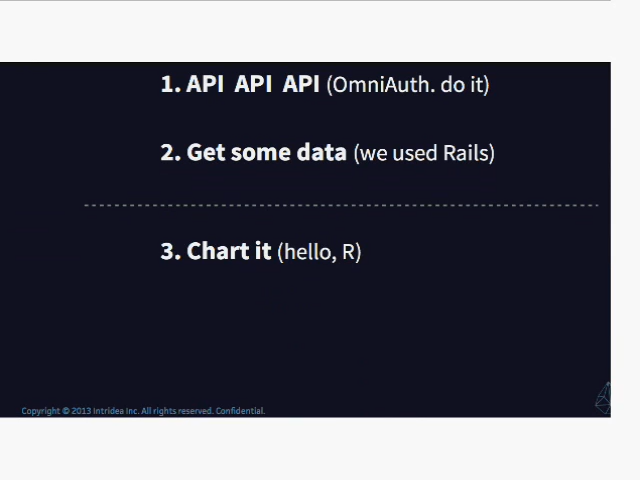 1. API API API (OmniAuth. do it)
2. Get some data (we used Rails)
3. Chart it (hello, R)
Copyright © 2013 Intridea Inc. All rights reserved. Confidential.